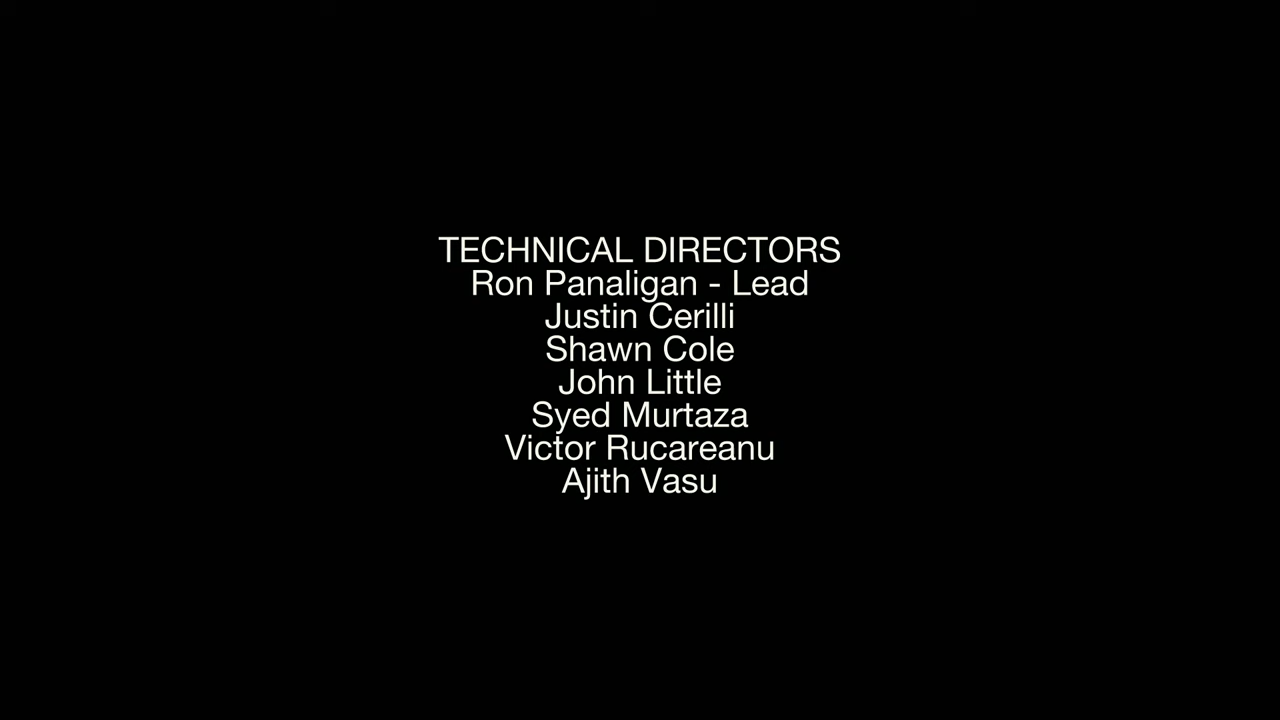 TECHNICAL DIRECTORS
Ron Panaligan - Lead
Justin Cerilli
Shawn Cole
John Little
Syed Murtaza
Victor Rucareanu
Ajith Vasu